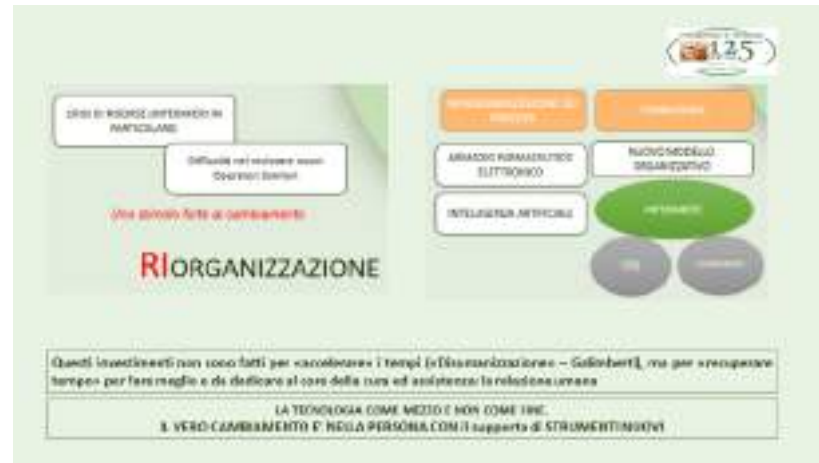 125
CRISI DI RISORSE (INFERMIERI) IN
PARTICOLARE
Difficoltà nel reclutare nuovi
Operatori Sanitari
Uno stimolo forte al cambiamento
RIORGANIZZAZIONE
ARMADIO FARMACEUTICO
ELETTRONICO
NUOVO MODELLO
ORGANIZZATIVO
INTELLIGENZA ARTIFICIALE
INFERMIERE
Questi investimenti non sono fatti per «accelerare» i tempi («Disumanizzazione» – Galimberti), ma per «recuperare
tempo» per fare meglio e da dedicare al core della cura ed assistenza: la relazione umana
LA TECNOLOGIA COME MEZZO E NON COME FINE.
IL VERO CAMBIAMENTO E' NELLA PERSONA CON il supporto di STRUMENTI NUOVI